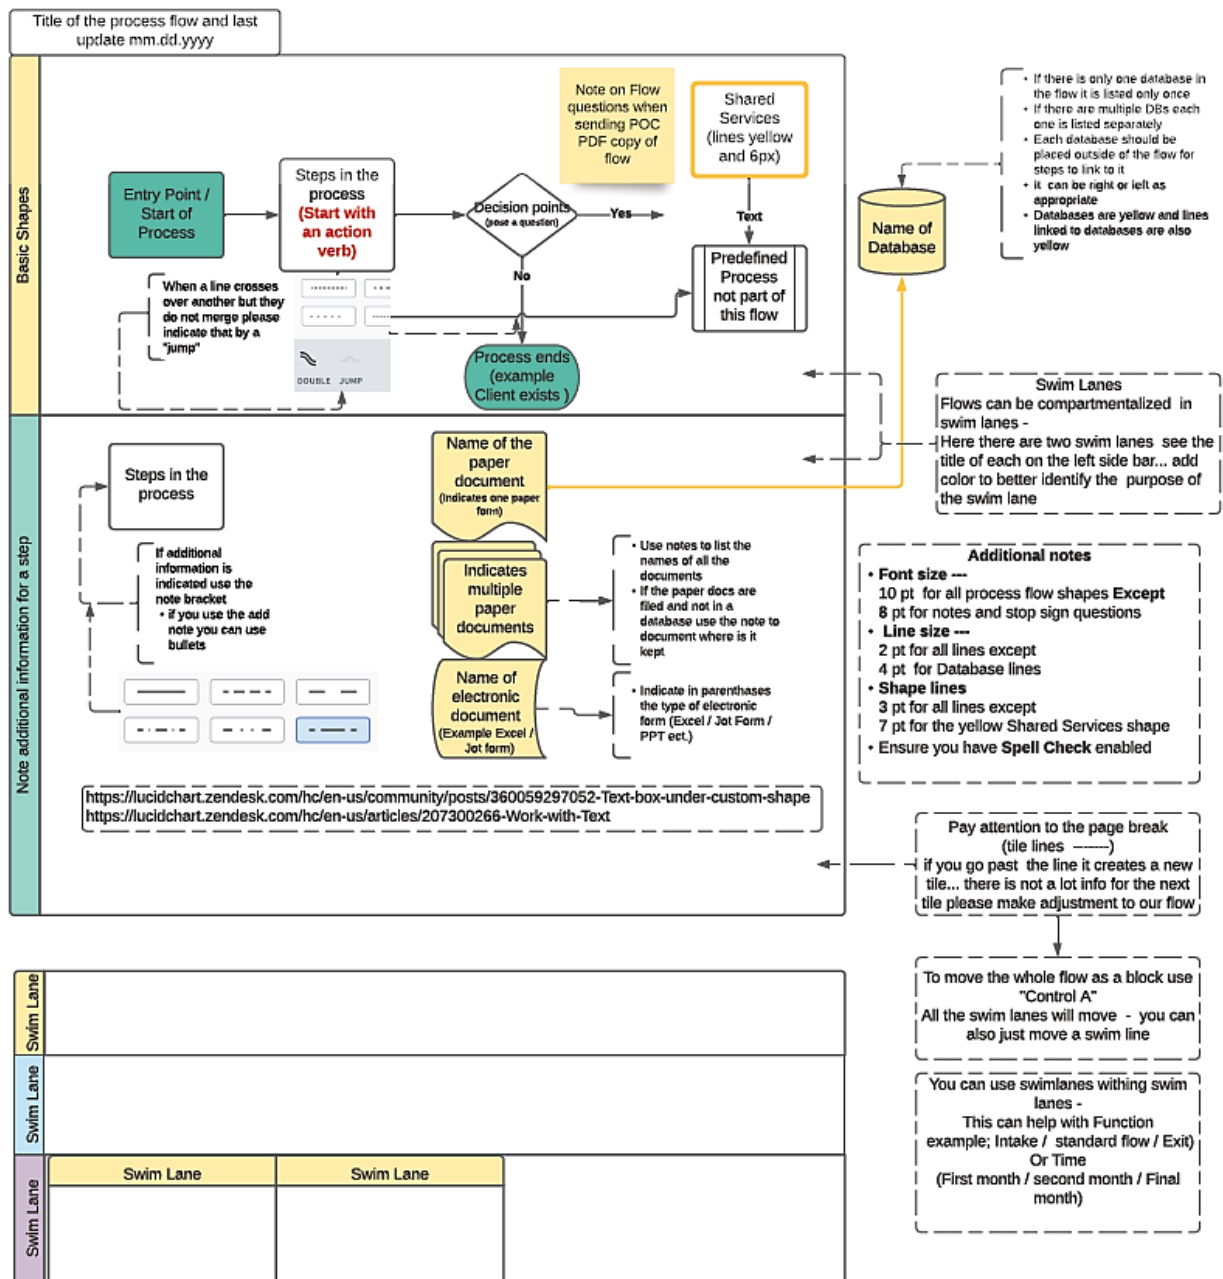 Title of the process flow and last
update mm.dd.yyyy
Basic Shapes
Entry Point /
Start of
Process
Steps in the
process
(Start with
an action
verb)
Decision points
(pose a question)
Yes
No
Note on Flow
questions when
sending POC
PDF copy of
flow
Shared
Services
(lines yellow
and 6px)
Text
Predefined
Process
not part of
this flow
When a line crosses
over another but they
do not merge please
indicate that by a
"jump"
DOUBLE JUMP
Process ends
(example
Client exists )
Name of
Database
• If there is only one database in
the flow it is listed only once
• If there are multiple DBs each
one is listed separately
• Each database should be
placed outside of the flow for
steps to link to it
• it can be right or left as
appropriate
• Databases are yellow and lines
linked to databases are also
yellow
Swim Lanes
Flows can be compartmentalized in
swim lanes -
Here there are two swim lanes see the
title of each on the left side bar... add
color to better identify the purpose of
the swim lane
Note additional information for a step
Steps in the
process
If additional
information is
indicated use the
note bracket
• if you use the add
note you can use
bullets
Name of the
paper
document
(Indicates one paper
form)
Indicates
multiple
paper
documents
• Use notes to list the
names of all the
documents
• If the paper docs are
filed and not in a
database use the note to
document where is it
kept
Name of
electronic
document
(Example Excel /
Jot form)
• Indicate in parenthases
the type of electronic
form (Excel / Jot Form /
PPT ect.)
https://lucidchart.zendesk.com/hc/en-us/community/posts/360059297052-Text-box-under-custom-shape
https://lucidchart.zendesk.com/hc/en-us/articles/207300266-Work-with-Text
Additional notes
• Font size ---
10 pt for all process flow shapes Except
8 pt for notes and stop sign questions
• Line size ---
2 pt for all lines except
4 pt for Database lines
• Shape lines
3 pt for all lines except
7 pt for the yellow Shared Services shape
• Ensure you have Spell Check enabled
Pay attention to the page break
(tile lines --------)
if you go past the line it creates a new
tile... there is not a lot info for the next
tile please make adjustment to our flow
To move the whole flow as a block use
"Control A"
All the swim lanes will move - you can
also just move a swim line
You can use swimlanes withing swim
lanes -
This can help with Function
example; Intake / standard flow / Exit)
Or Time
(First month / second month / Final
month)
Swim Lane
Swim Lane
Swim Lane
Swim Lane
Swim Lane